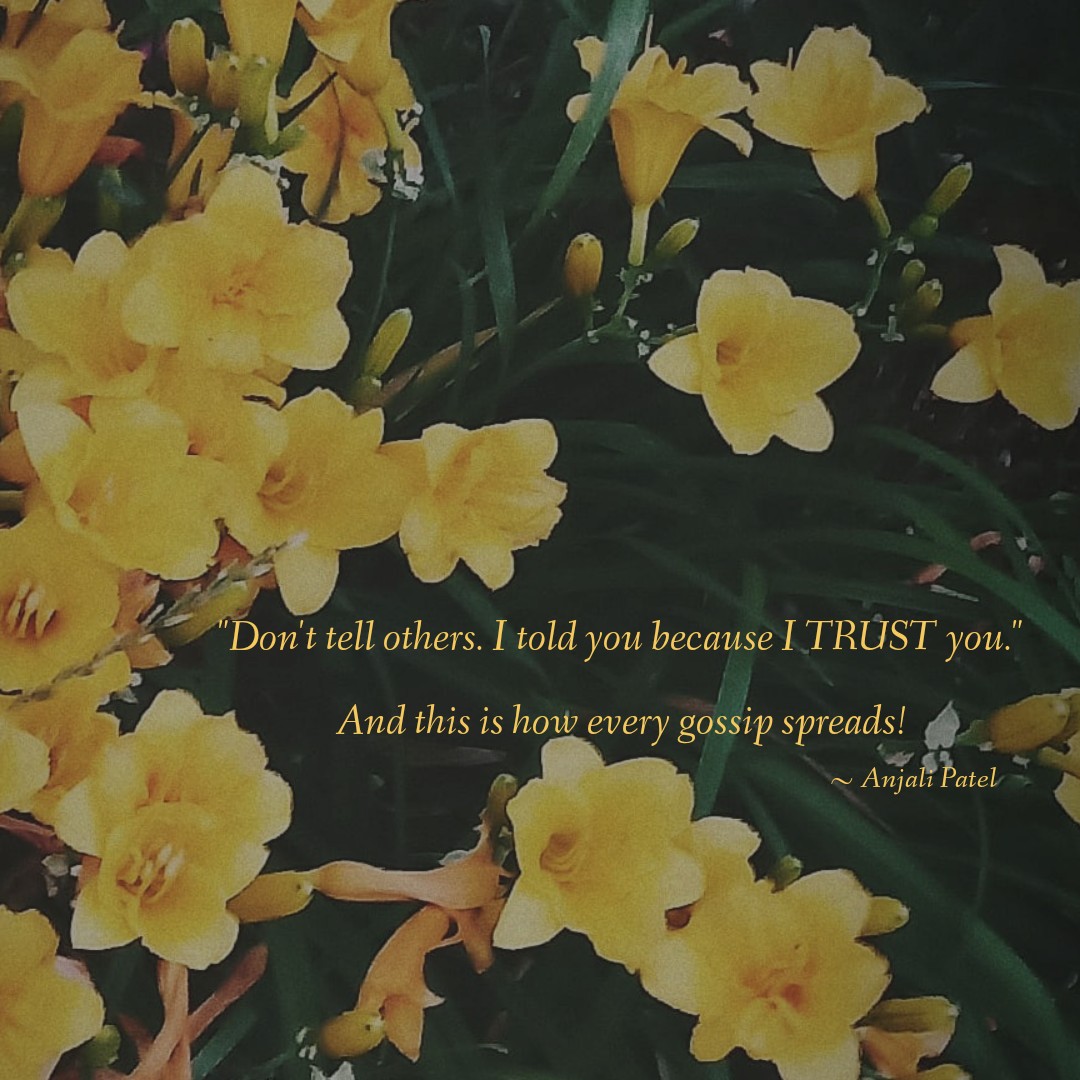 "Don't tell others. I told you because I TRUST you."
And this is how every gossip spreads!
~ Anjali Patel